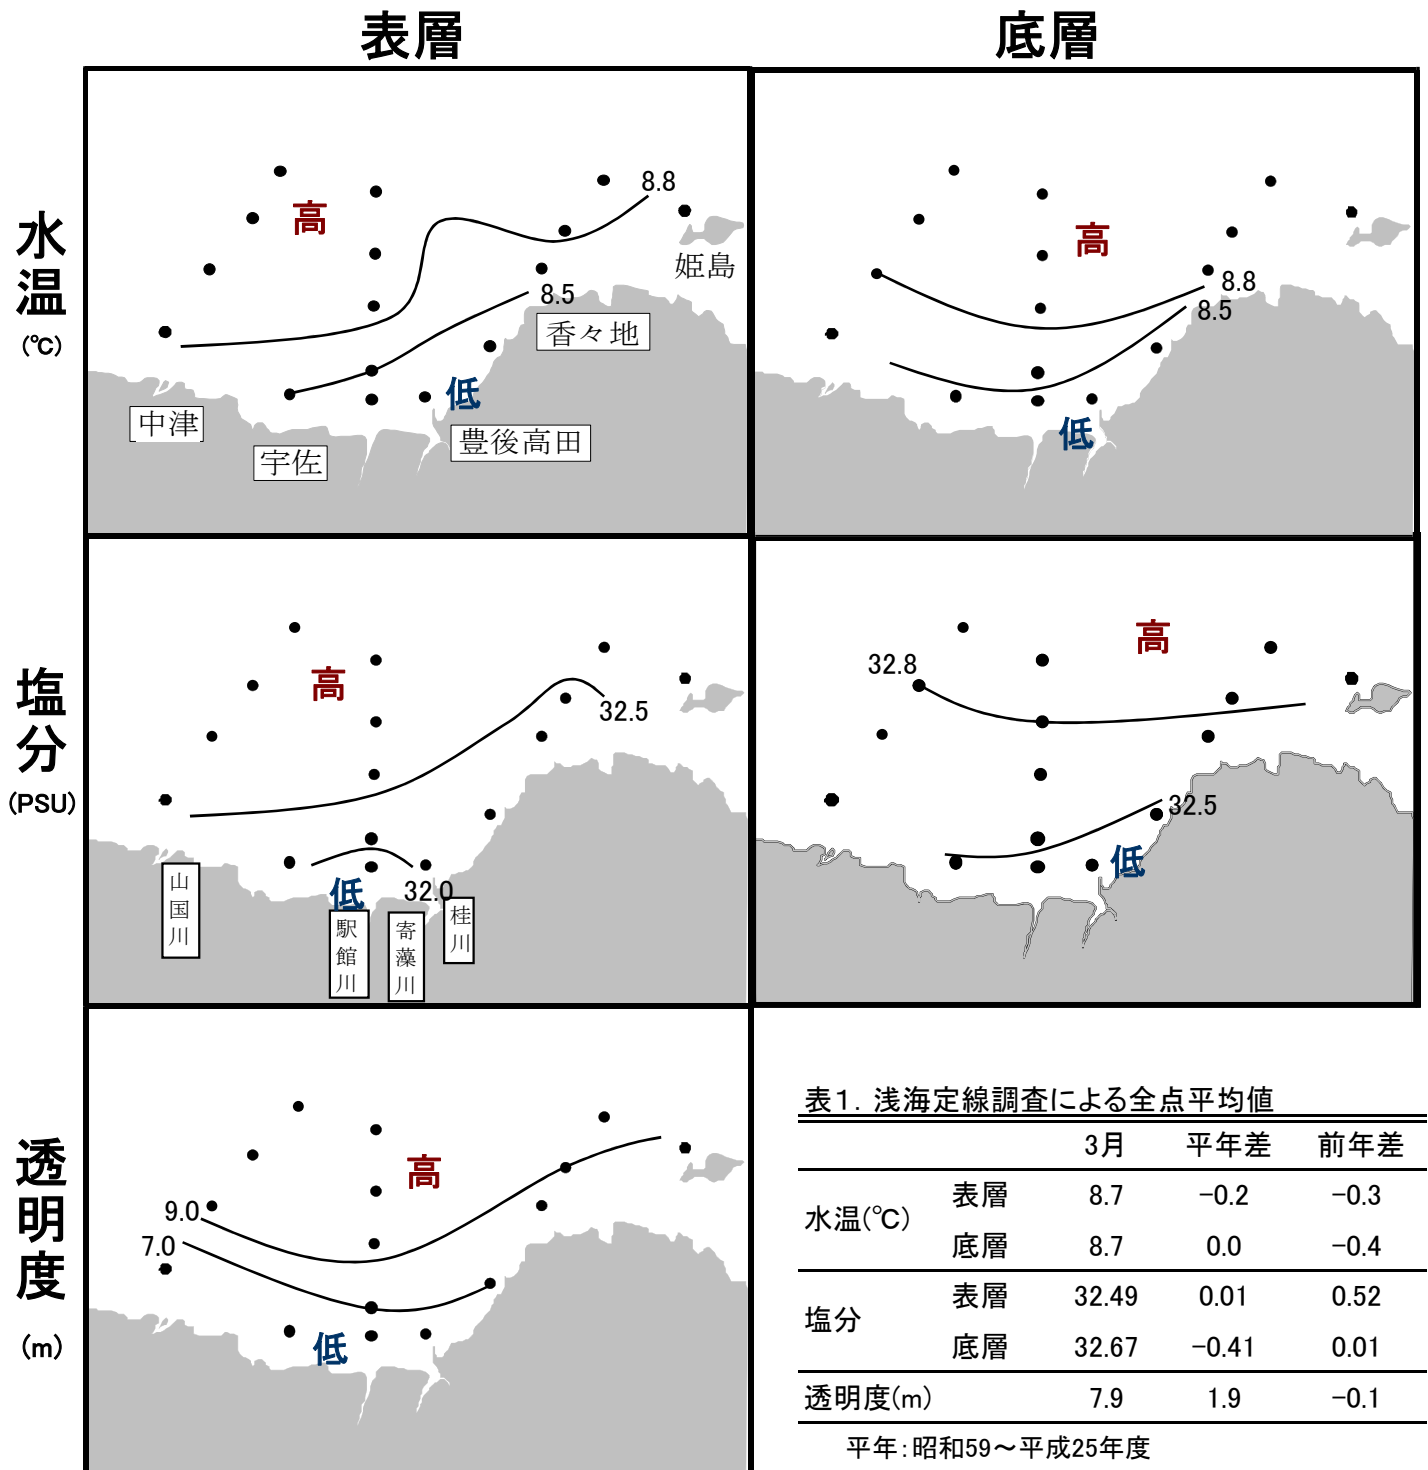 表層
底層
水温
(℃)
高
8.8
姫島
8.5
香々地
低
中津
豊後高田
宇佐
高
8.8
8.5
低
塩分
(PSU)
高
32.5
低
32.0
山国川
駅館川
寄藻川
桂川
高
32.8
32.5
低
透明度
(m)
高
9.0
7.0
低
表1. 浅海定線調査による全点平均値
3月 平年差 前年差
水温(℃) 表層 8.7 -0.2 -0.3
底層 8.7 0.0 -0.4
塩分 表層 32.49 0.01 0.52
底層 32.67 -0.41 0.01
透明度(m) 7.9 1.9 -0.1
平年:昭和59~平成25年度